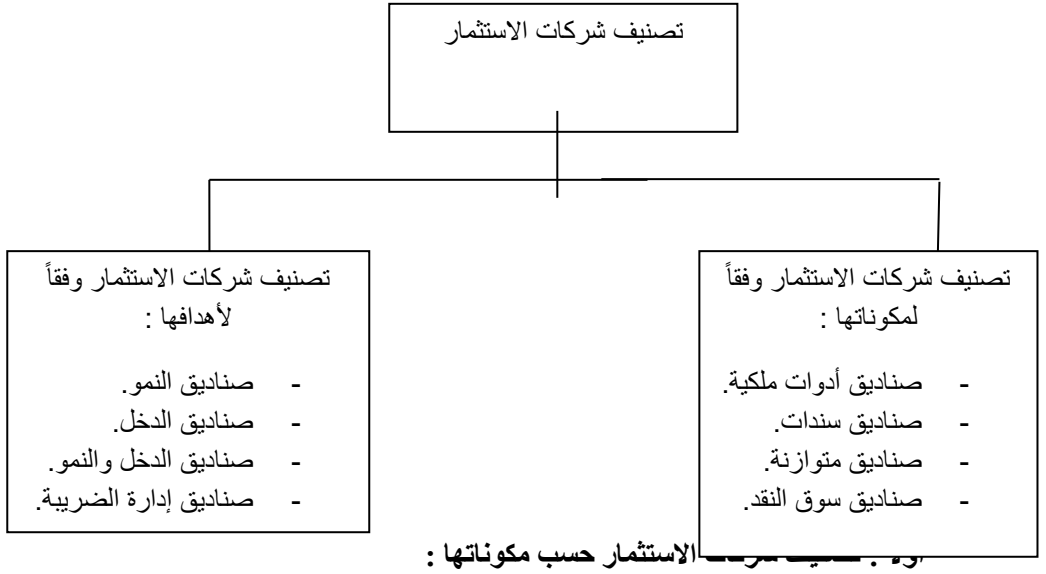 تصنيف شركات الاستثمار
تصنيف شركات الاستثمار وفقاً
لمكوناتها :
- صناديق أدوات ملكية.
- صناديق سندات.
- صناديق متوازنة.
- صناديق سوق النقد.
تصنيف شركات الاستثمار وفقاً
لأهدافها :
- صناديق النمو.
- صناديق الدخل.
- صناديق الدخل والنمو.
- صناديق إدارة الضريبة.
الاستثمار حسب مكوناتها :